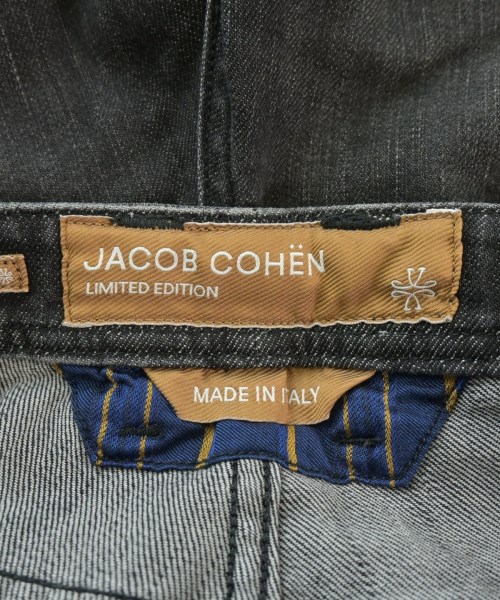 JACOB COHËN
LIMITED EDITION
MADE IN ITALY